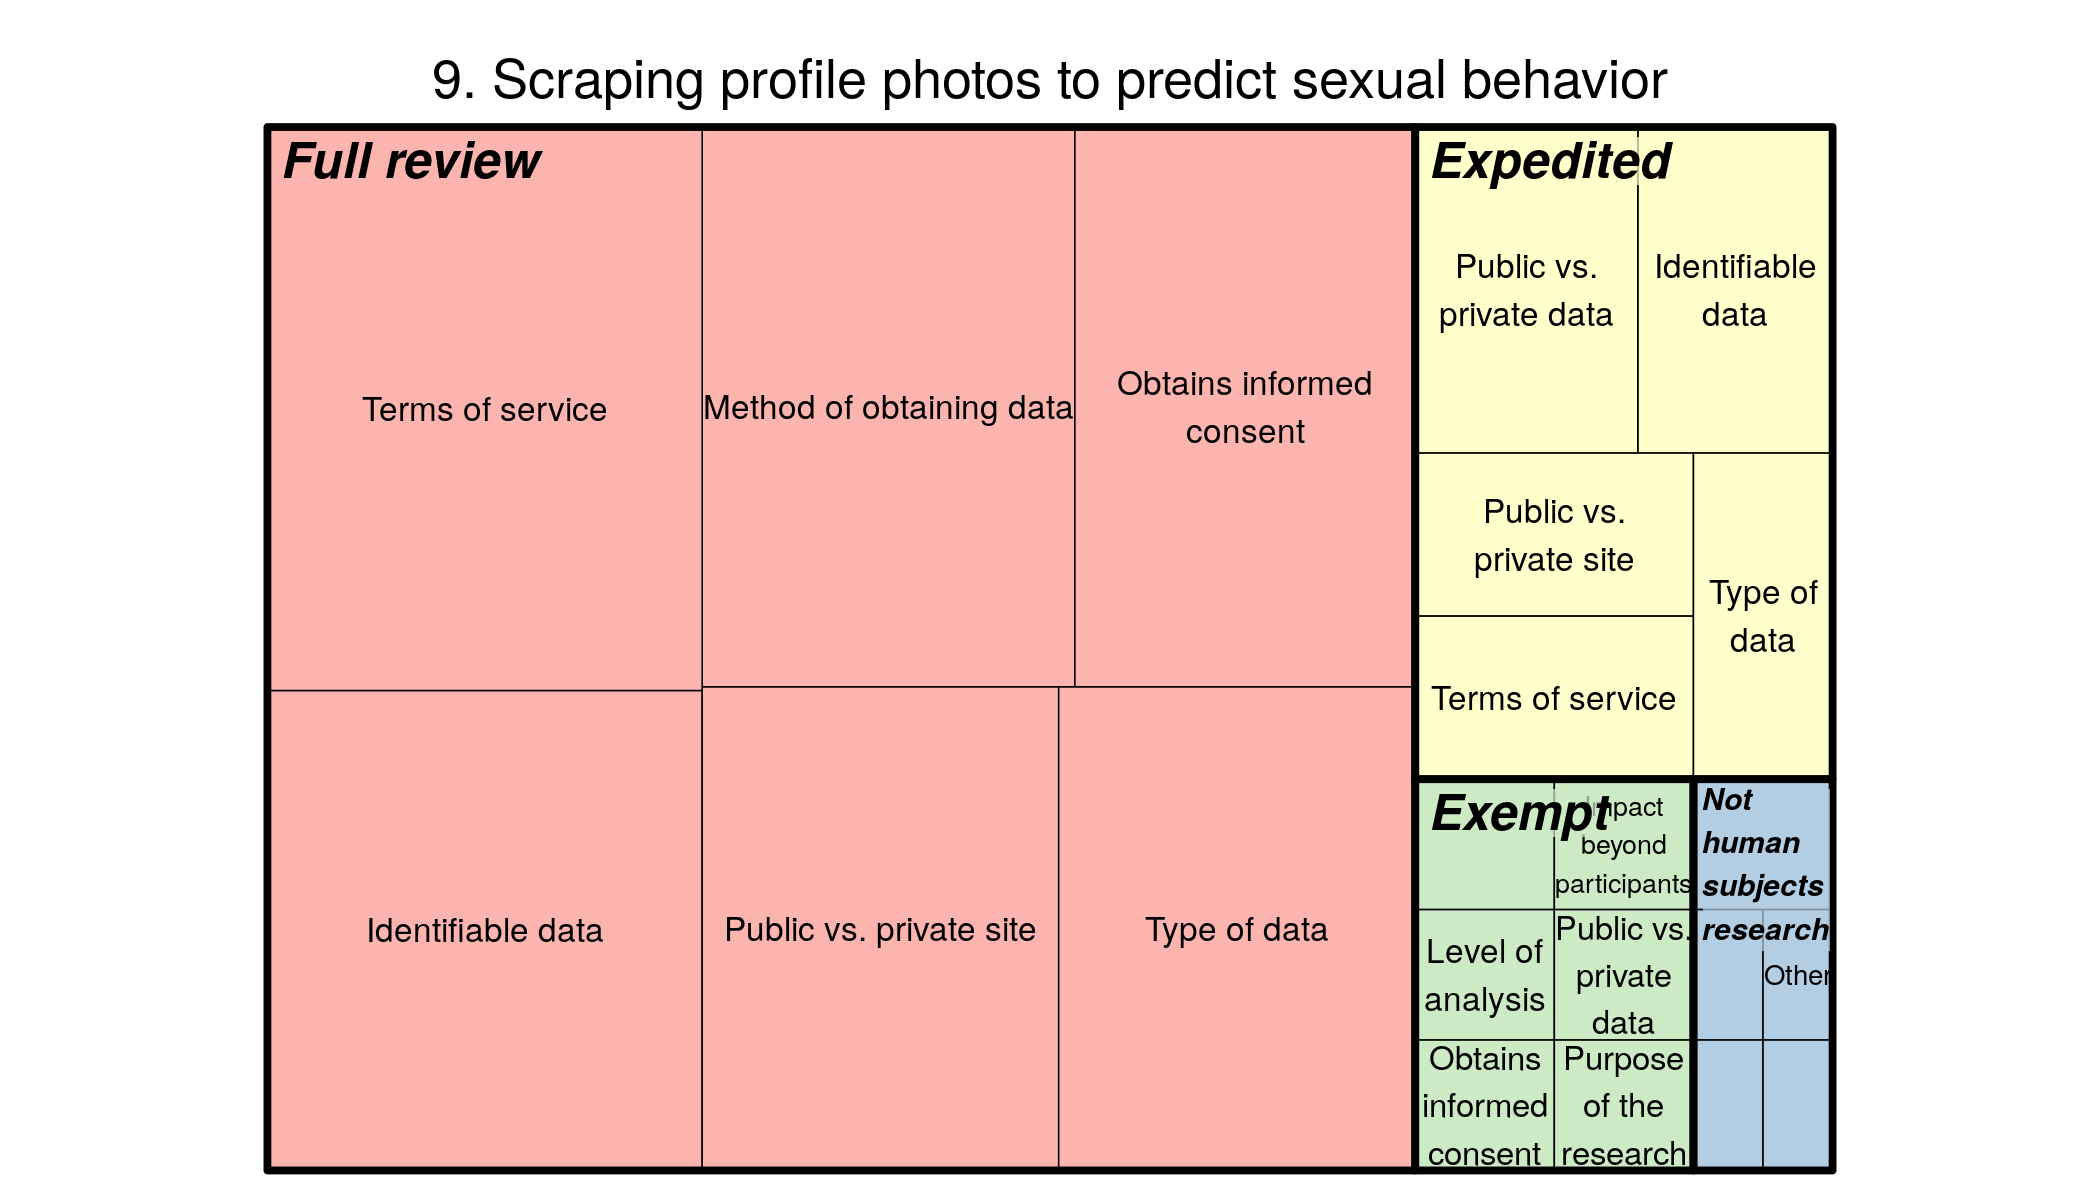 9. Scraping profile photos to predict sexual behavior
Full review
Terms of service
Method of obtaining data
Obtains informed
consent
Identifiable data
Public vs. private site
Type of data
Expedited
Public vs.
private data
Identifiable
data
Public vs.
private site
Terms of service
Type of
data
Exempt
Impact
beyond
participants
Level of
analysis
Public vs.
private
data
Obtains
informed
consent
Purpose
of the
research
Not
human
subjects
research
Other